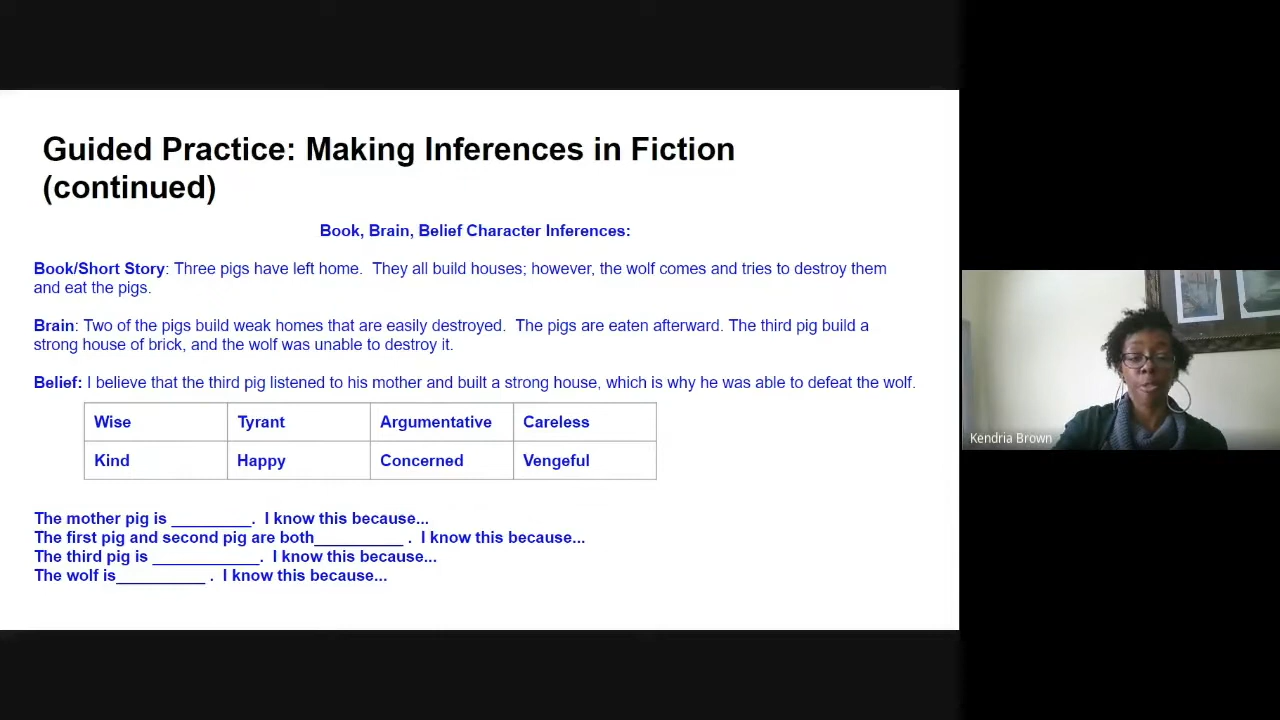 Guided Practice: Making Inferences in Fiction
(continued)
Book, Brain, Belief Character Inferences:
Book/Short Story: Three pigs have left home.  They all build houses; however, the wolf comes and tries to destroy them
and eat the pigs.
Brain: Two of the pigs build weak homes that are easily destroyed.  The pigs are eaten afterward. The third pig build a
strong house of brick, and the wolf was unable to destroy it.
Belief: I believe that the third pig listened to his mother and built a strong house, which is why he was able to defeat the wolf.
Wise Tyrant Argumentative Careless
Kind Happy Concerned Vengeful
The mother pig is _________.  I know this because...
The first pig and second pig are both__________ .  I know this because...
The third pig is ____________.  I know this because...
The wolf is__________ .  I know this because...
Kendria Brown